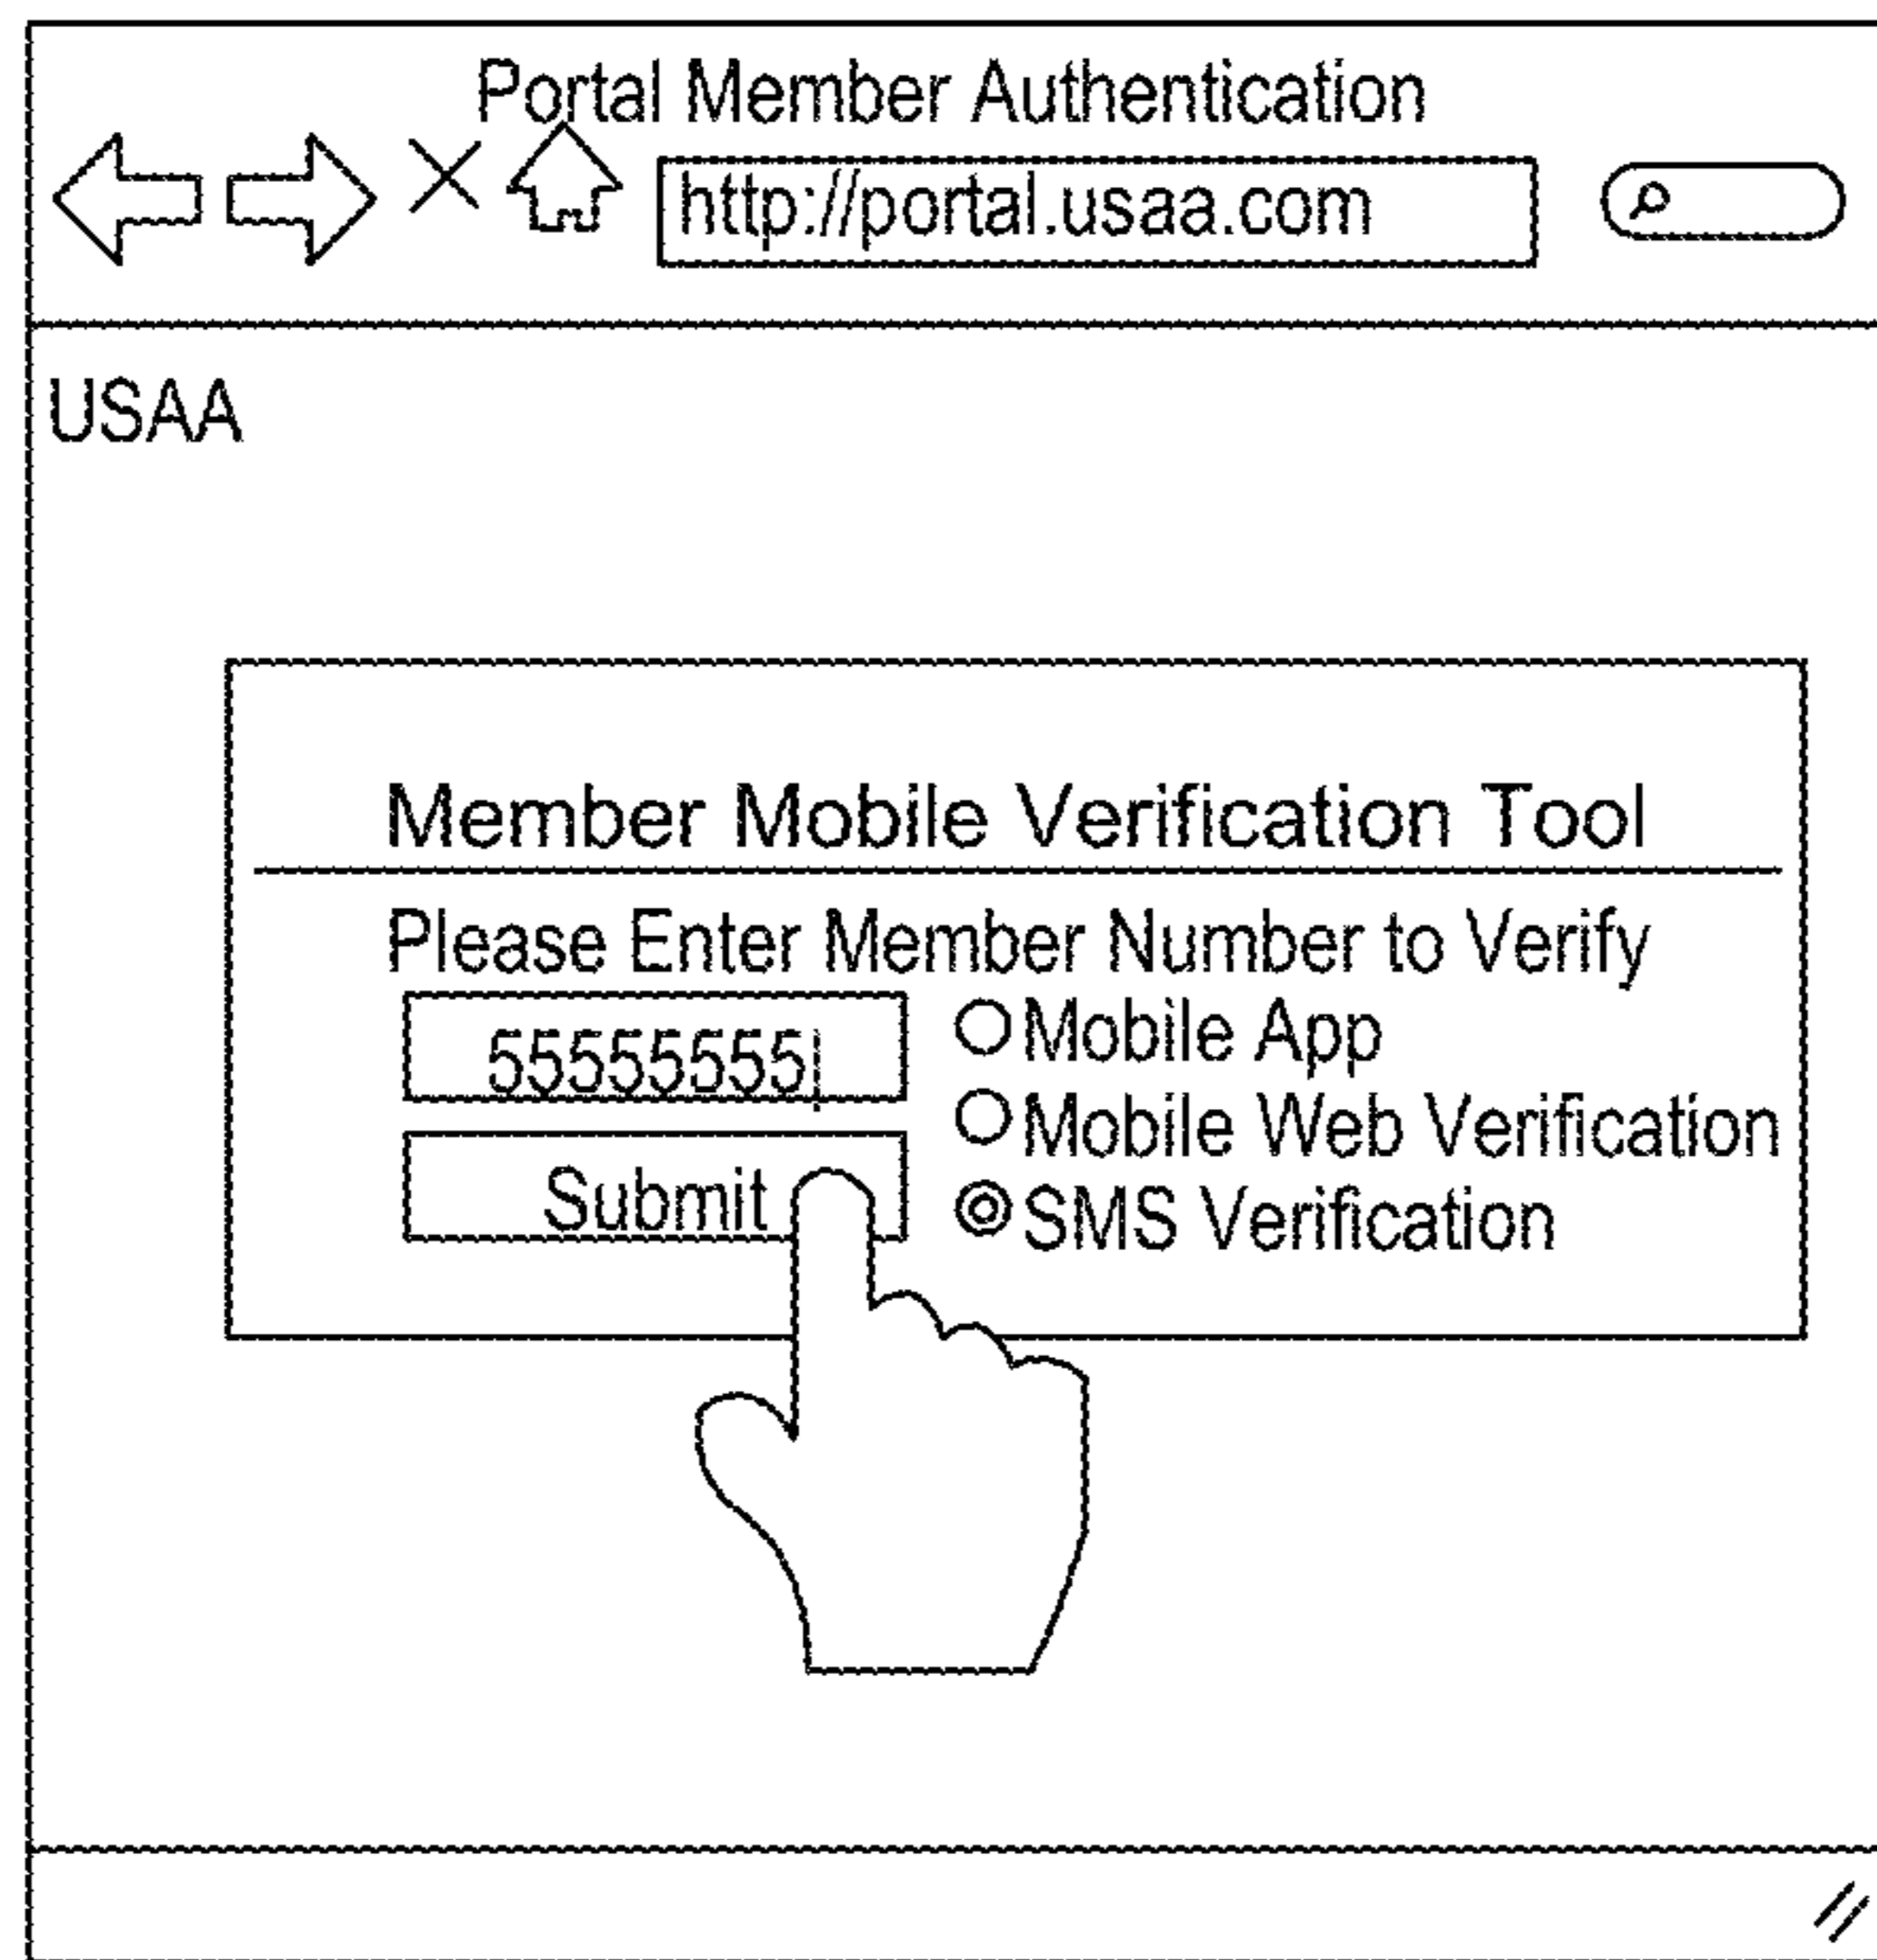 Portal Member Authentication
http://portal.usaa.com
USAA
Member Mobile Verification Tool
Please Enter Member Number to Verify
55555555
Mobile App
Mobile Web Verification
Submit
SMS Verification